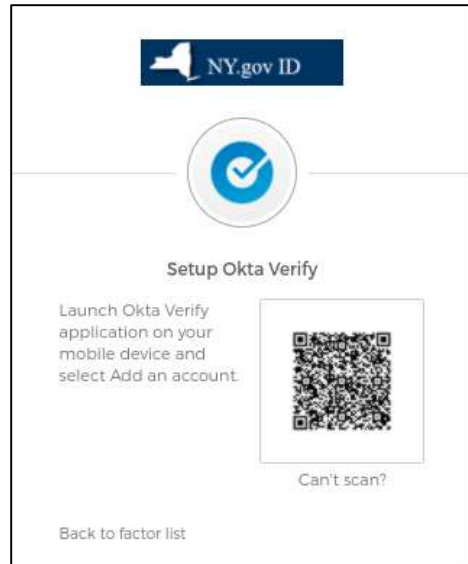 NY.gov ID
Setup Okta Verify
Launch Okta Verify
application on your
mobile device and
select Add an account.
Can't scan?
Back to factor list